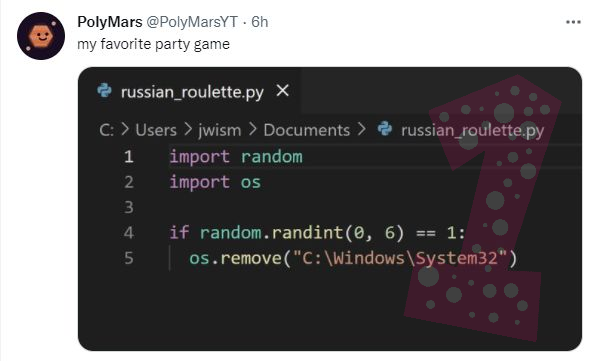 PolyMars @PolyMarsYT · 6h
my favorite party game
russian_roulette.py
C: > Users > jwism > Documents > russian_roulette.py
1 import random
2 import os
3
4 if random.randint(0, 6) == 1:
5 os.remove("C:\Windows\System32")
1